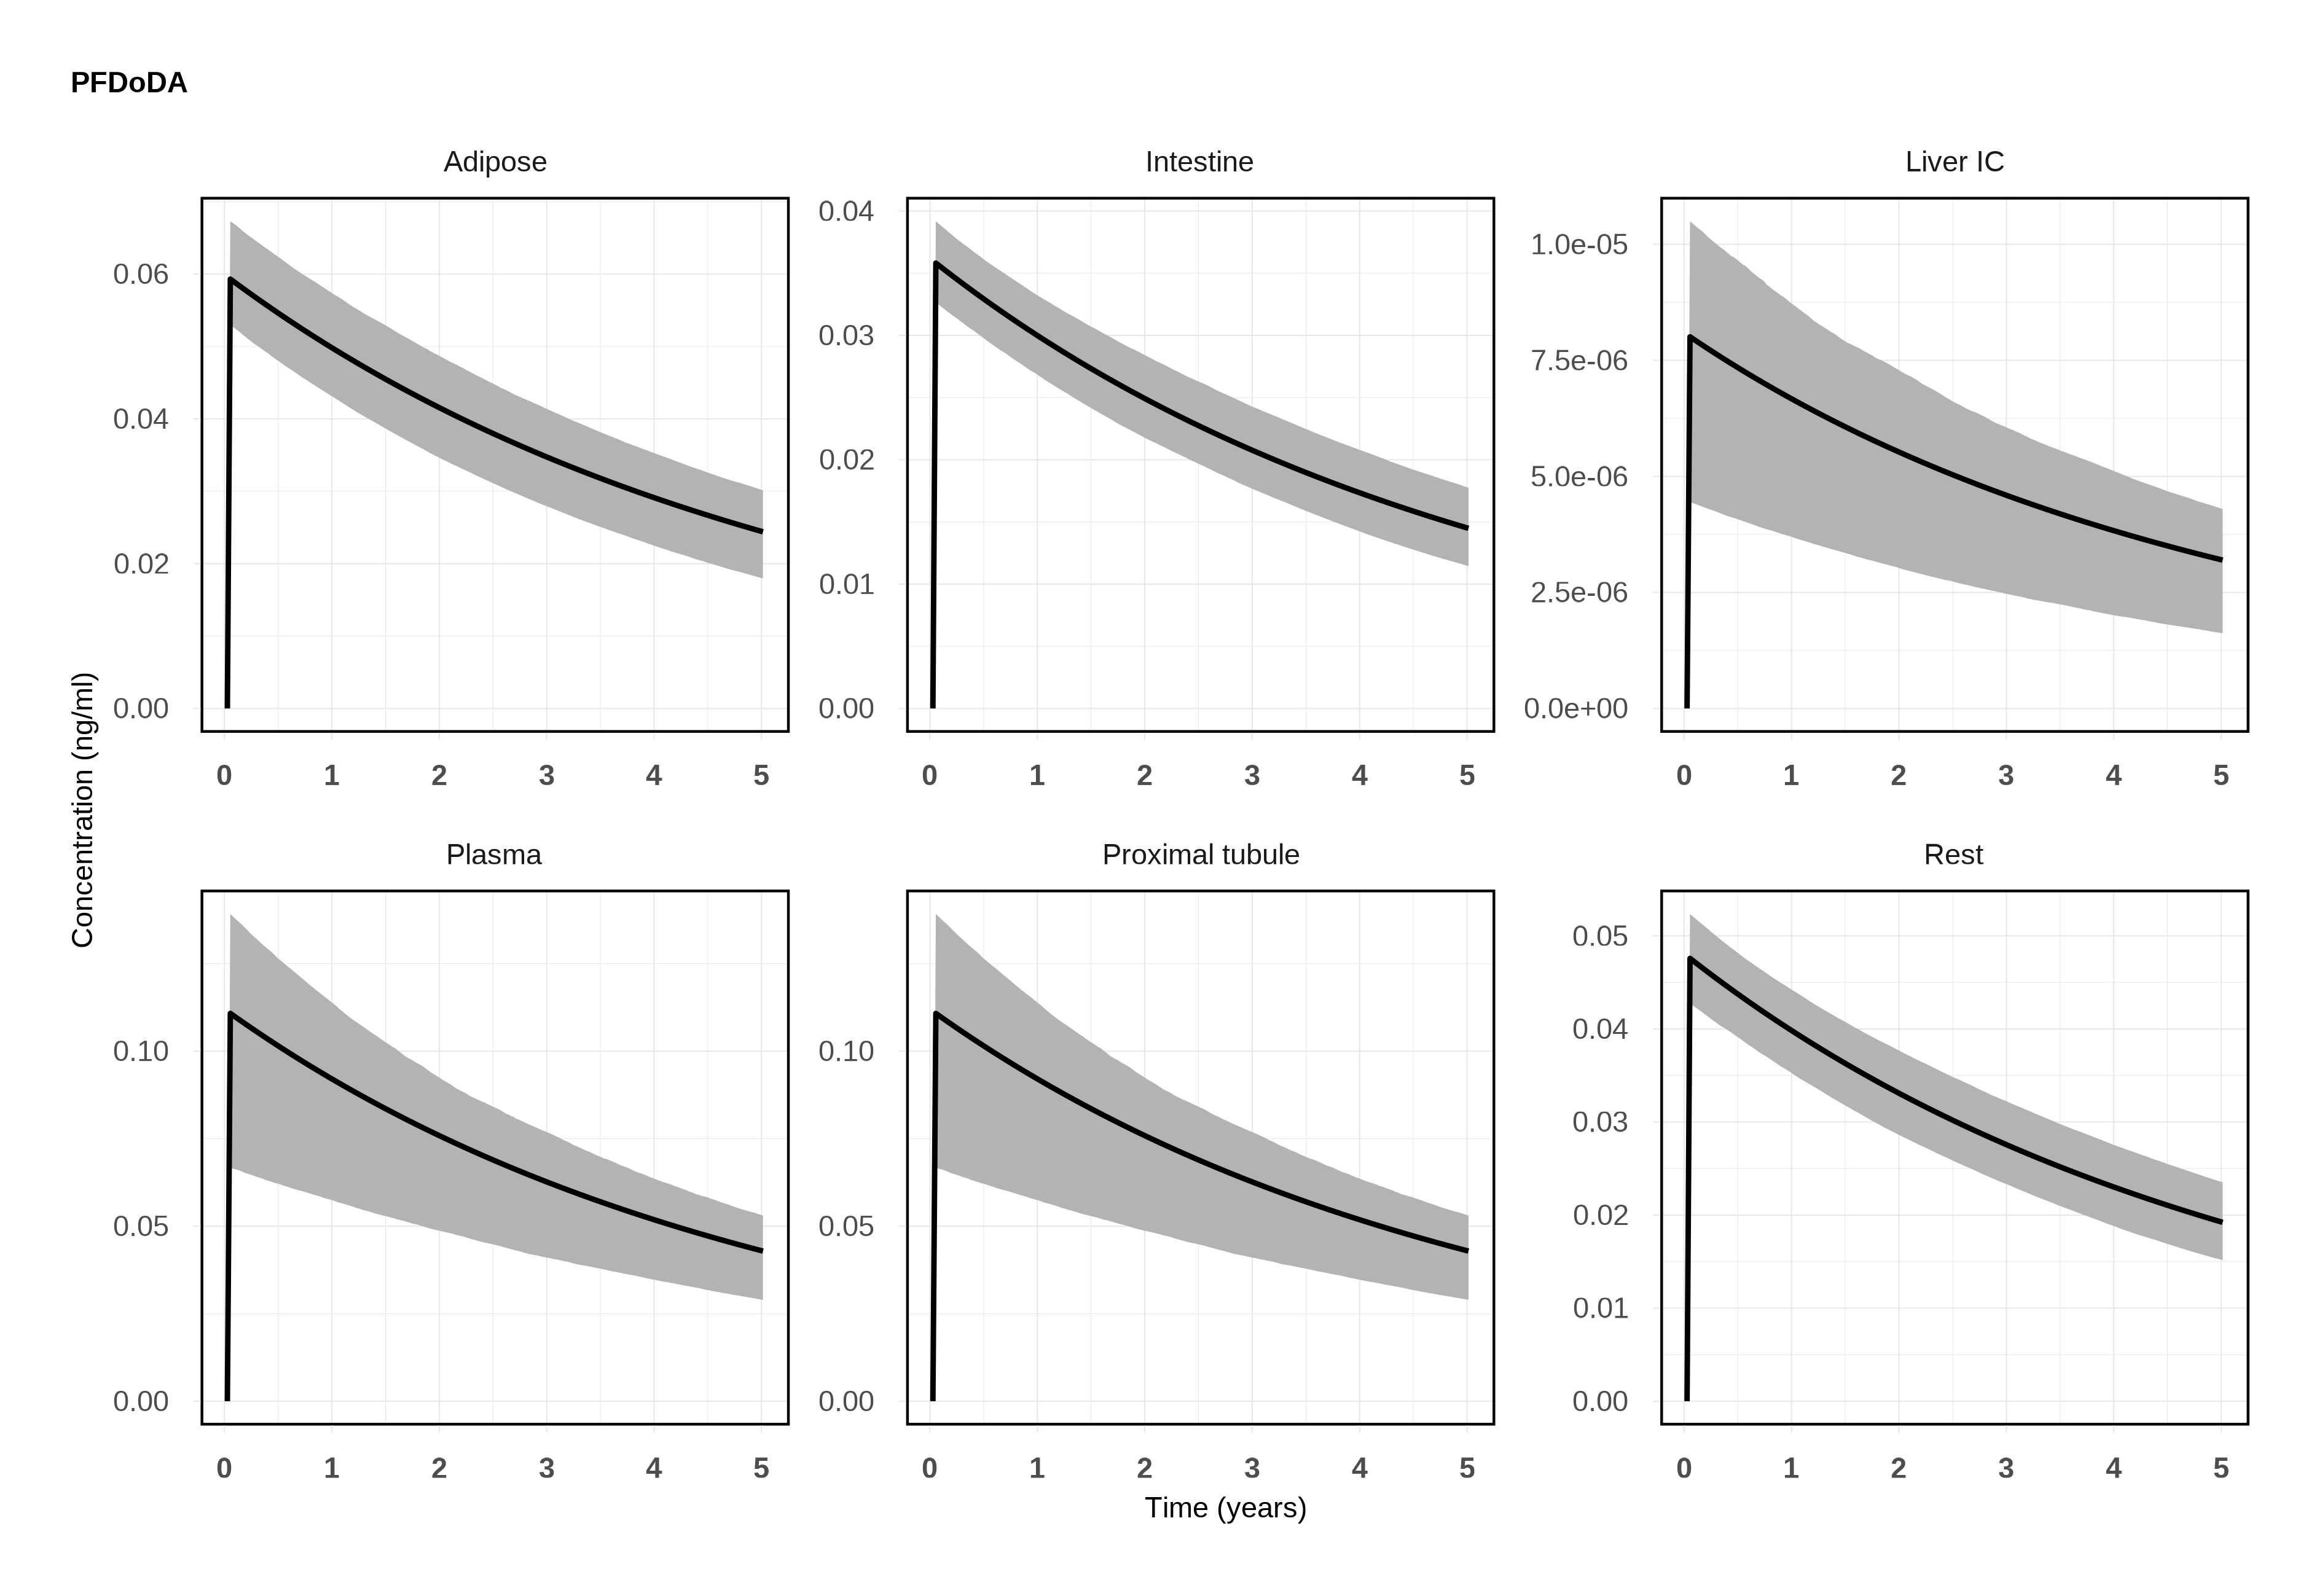 PFDoDA
Adipose
Intestine
Liver IC
0.06
0.04
0.02
0.00
0.04
0.03
0.02
0.01
0.00
1.0e-05
7.5e-06
5.0e-06
2.5e-06
0.0e+00
0 1 2 3 4 5
0 1 2 3 4 5
0 1 2 3 4 5
Concentration (ng/ml)
Plasma
Proximal tubule
Rest
0.10
0.05
0.00
0.10
0.05
0.00
0.05
0.04
0.03
0.02
0.01
0.00
0 1 2 3 4 5
0 1 2 3 4 5
0 1 2 3 4 5
Time (years)